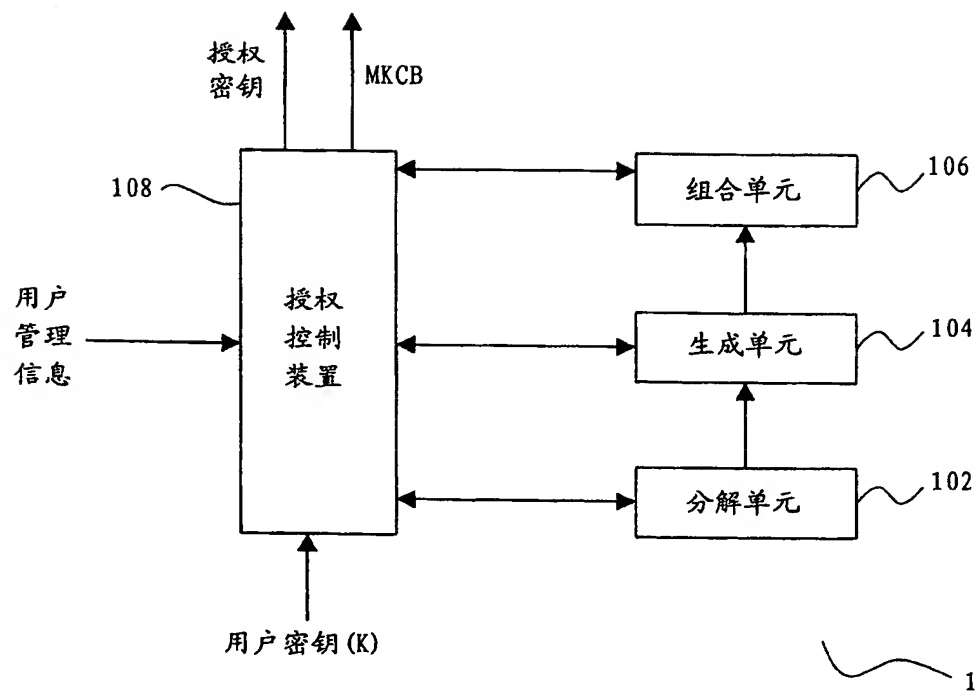 授权
密钥
MKCB
108
组合单元
106
用户
管理
信息
授权
控制
装置
生成单元
104
分解单元
102
用户密钥(K)
1